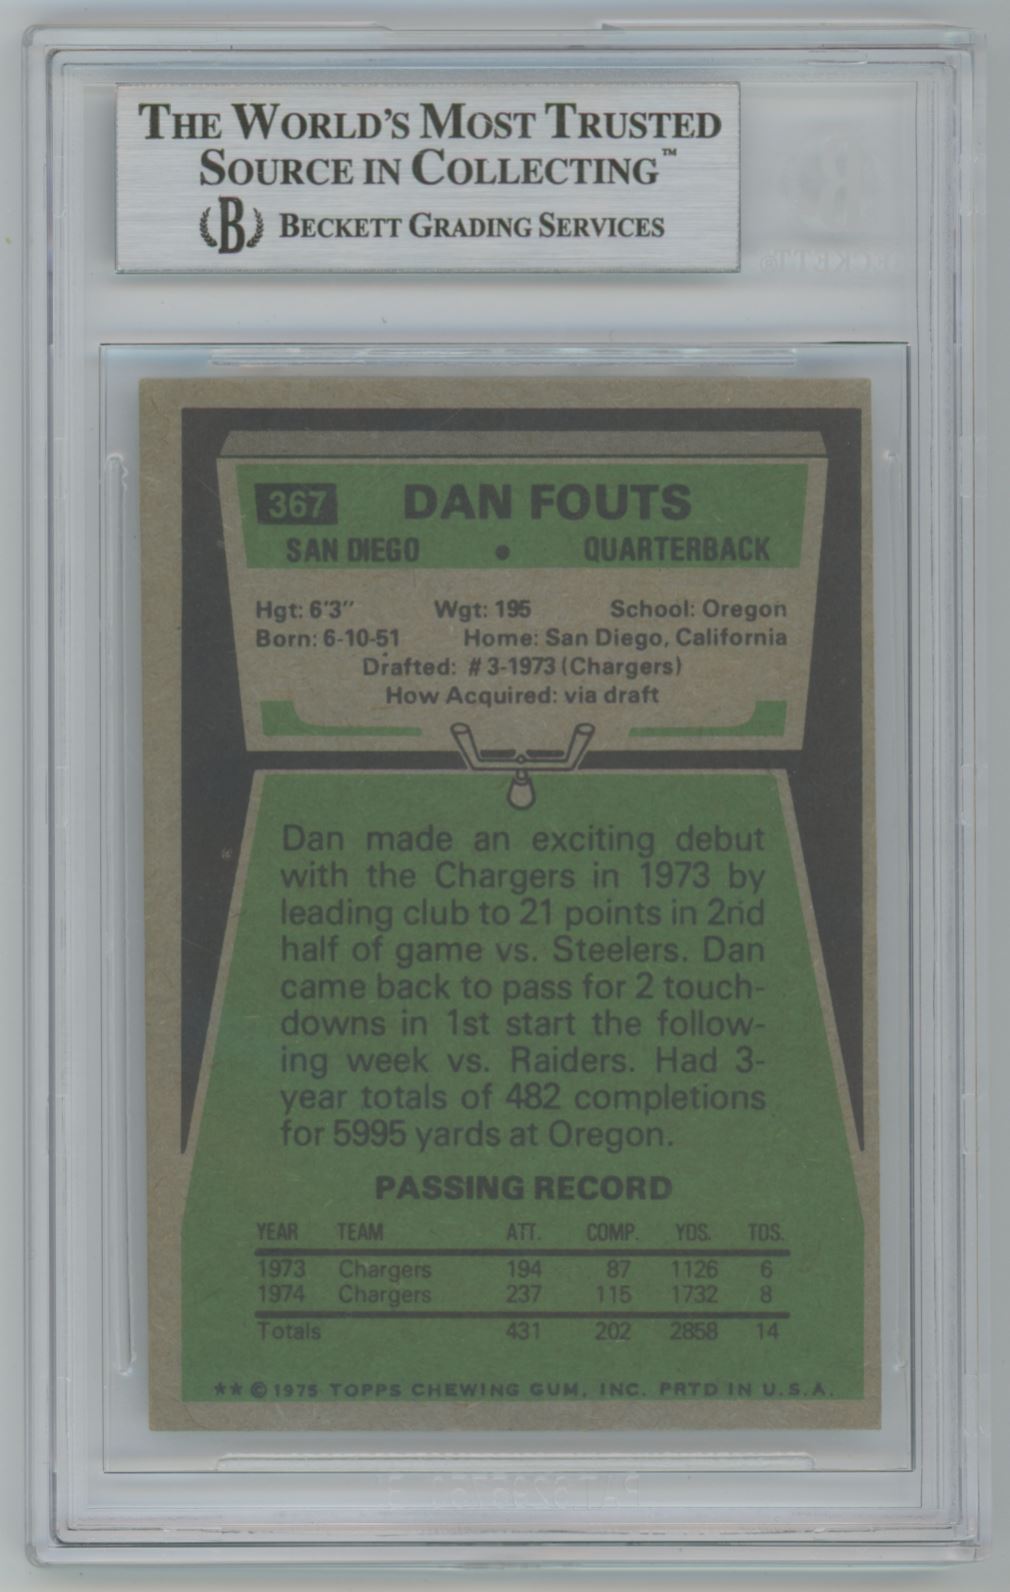 THE WORLD'S MOST TRUSTED
SOURCE IN COLLECTING™
B BECKETT GRADING SERVICES
367 DAN FOUTS
SAN DIEGO • QUARTERBACK
Hgt: 6'3" Wgt: 195 School: Oregon
Born: 6-10-51 Home: San Diego, California
Drafted: #3-1973 (Chargers)
How Acquired: via draft
Dan made an exciting debut
with the Chargers in 1973 by
leading club to 21 points in 2nd
half of game vs. Steelers. Dan
came back to pass for 2 touch-
downs in 1st start the follow-
ing week vs. Raiders. Had 3-
year totals of 482 completions
for 5995 yards at Oregon.
PASSING RECORD
YEAR TEAM ATT. COMP. YDS. TDS.
1973 Chargers 194 87 1126 6
1974 Chargers 237 115 1732 8
Totals 431 202 2858 14
** © 1975 TOPPS CHEWING GUM, INC. PRTD IN U.S.A.